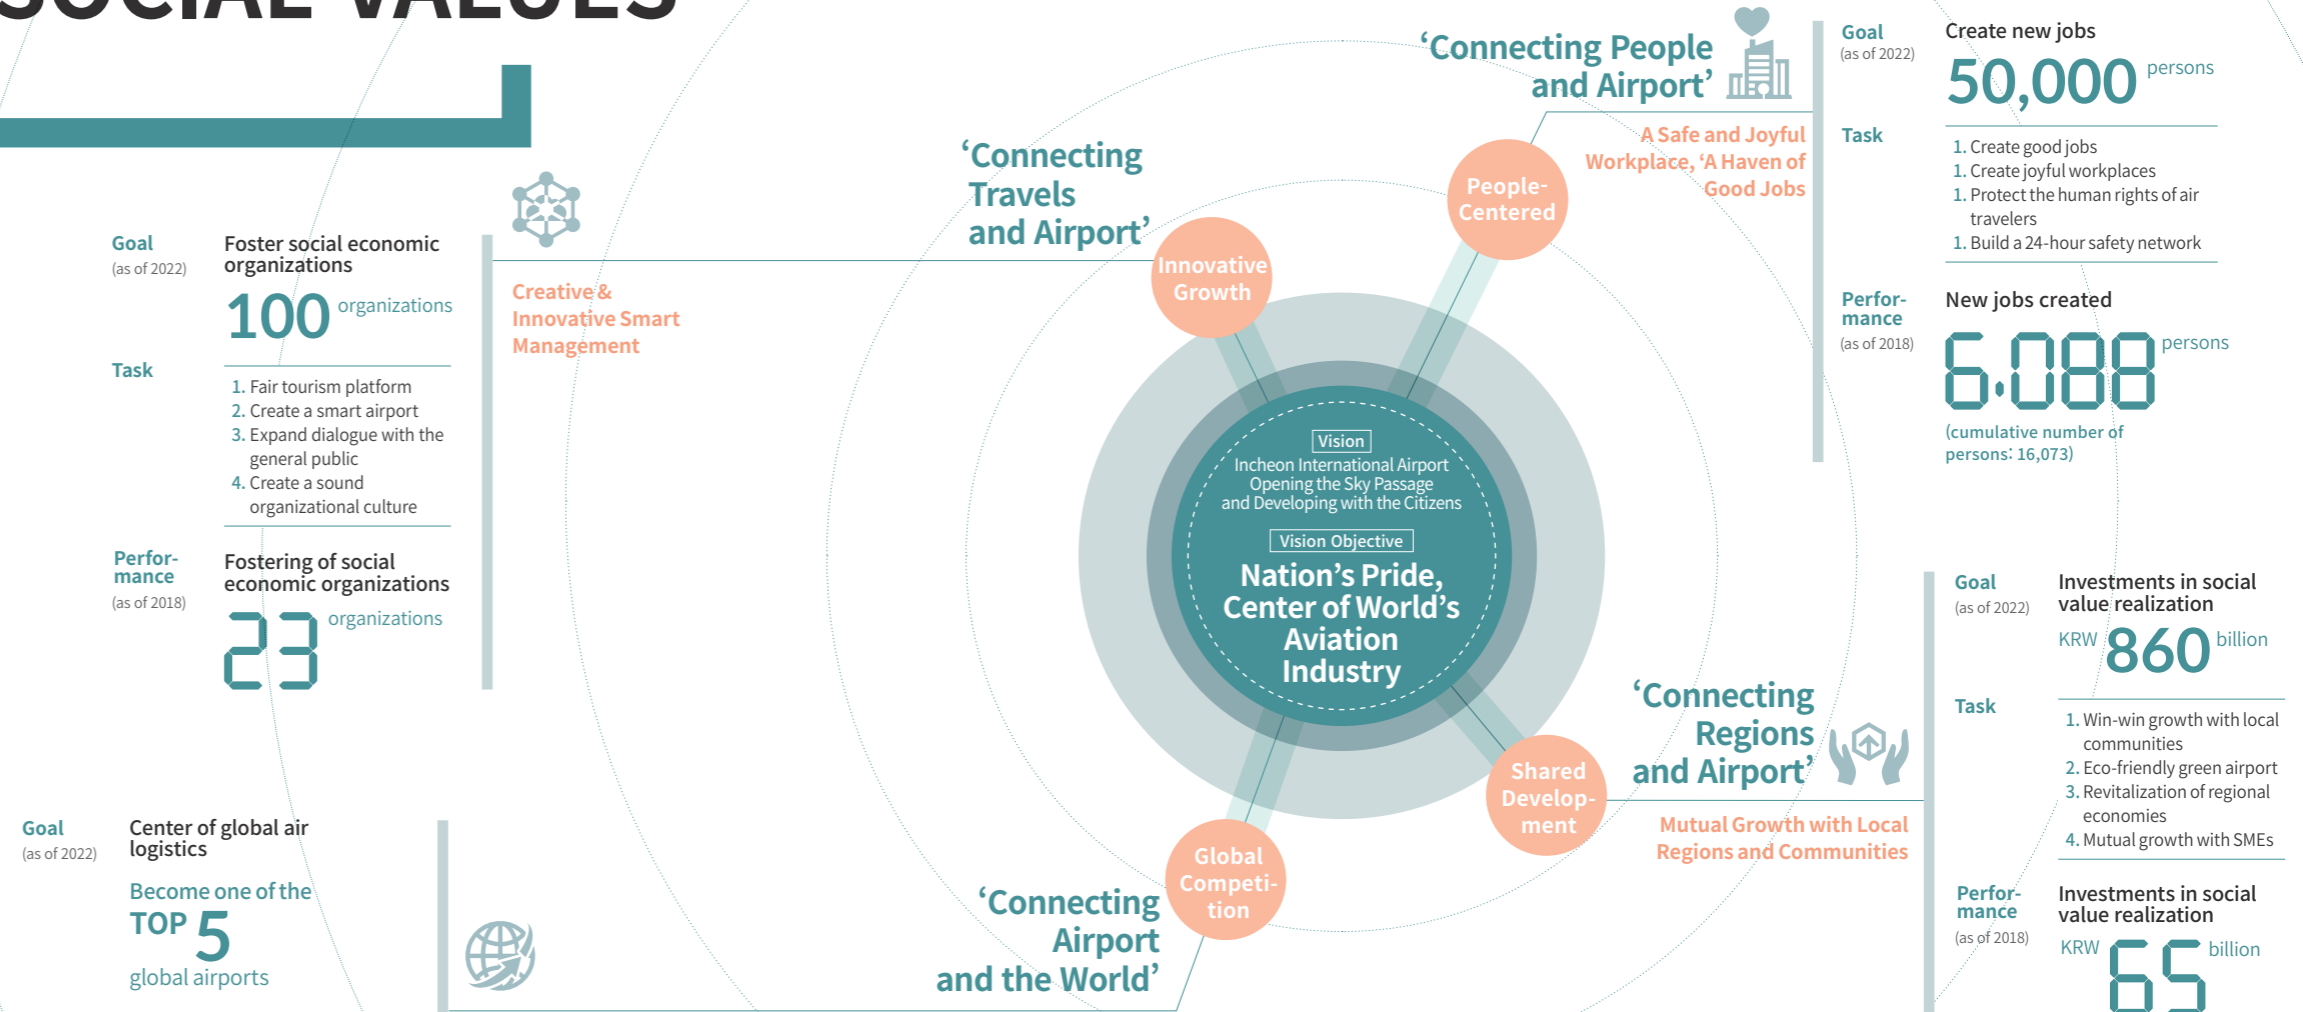 SOCIAL VALUES
Goal
(as of 2022)
Foster social economic
organizations
100 organizations
Task
1. Fair tourism platform
2. Create a smart airport
3. Expand dialogue with the
general public
4. Create a sound
organizational culture
Perfor-
mance
(as of 2018)
Fostering of social
economic organizations
23 organizations
Creative &
Innovative Smart
Management
‘Connecting
Travels
and Airport’
Innovative
Growth
‘Connecting People
and Airport’
A Safe and Joyful
Workplace, ‘A Haven of
Good Jobs
People-
Centered
Goal
(as of 2022)
Create new jobs
50,000 persons
Task
1. Create good jobs
1. Create joyful workplaces
1. Protect the human rights of air
travelers
1. Build a 24-hour safety network
Perfor-
mance
(as of 2018)
New jobs created
6.088 persons
(cumulative number of
persons: 16,073)
Vision
Incheon International Airport
Opening the Sky Passage
and Developing with the Citizens
Vision Objective
Nation’s Pride,
Center of World’s
Aviation
Industry
Goal
(as of 2022)
Center of global air
logistics
Become one of the
TOP 5
global airports
‘Connecting
Airport
and the World’
Global
Competi-
tion
Shared
Develop-
ment
‘Connecting
Regions
and Airport’
Mutual Growth with Local
Regions and Communities
Goal
(as of 2022)
Investments in social
value realization
KRW 860 billion
Task
1. Win-win growth with local
communities
2. Eco-friendly green airport
3. Revitalization of regional
economies
4. Mutual growth with SMEs
Perfor-
mance
(as of 2018)
Investments in social
value realization
KRW 65 billion